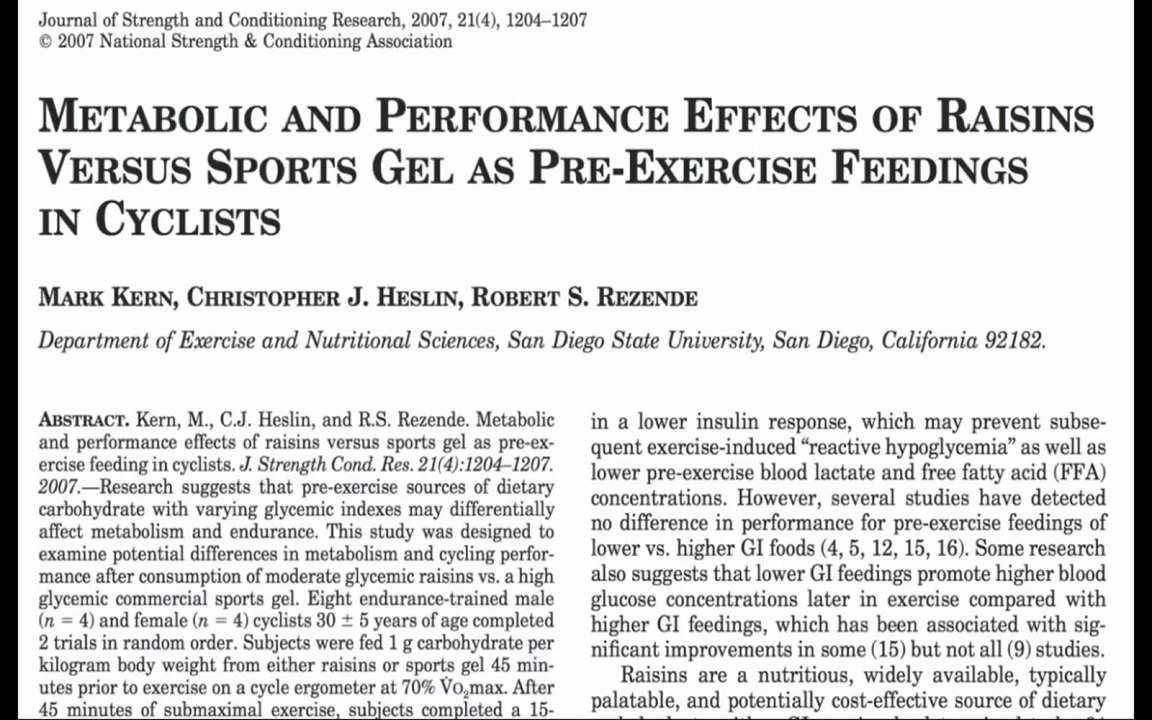 Journal of Strength and Conditioning Research, 2007, 21(4), 1204–1207
© 2007 National Strength & Conditioning Association
METABOLIC AND PERFORMANCE EFFECTS OF RAISINS
VERSUS SPORTS GEL AS PRE-EXERCISE FEEDINGS
IN CYCLISTS
MARK KERN, CHRISTOPHER J. HESLIN, ROBERT S. REZENDE
Department of Exercise and Nutritional Sciences, San Diego State University, San Diego, California 92182.
ABSTRACT. Kern, M., C.J. Heslin, and R.S. Rezende. Metabolic
and performance effects of raisins versus sports gel as pre-ex-
ercise feeding in cyclists. J. Strength Cond. Res. 21(4):1204–1207.
2007.—Research suggests that pre-exercise sources of dietary
carbohydrate with varying glycemic indexes may differentially
affect metabolism and endurance. This study was designed to
examine potential differences in metabolism and cycling perfor-
mance after consumption of moderate glycemic raisins vs. a high
glycemic commercial sports gel. Eight endurance-trained male
(n = 4) and female (n = 4) cyclists 30 ± 5 years of age completed
2 trials in random order. Subjects were fed 1 g carbohydrate per
kilogram body weight from either raisins or sports gel 45 min-
utes prior to exercise on a cycle ergometer at 70% V̇O₂max. After
45 minutes of submaximal exercise, subjects completed a 15-
in a lower insulin response, which may prevent subse-
quent exercise-induced “reactive hypoglycemia” as well as
lower pre-exercise blood lactate and free fatty acid (FFA)
concentrations. However, several studies have detected
no difference in performance for pre-exercise feedings of
lower vs. higher GI foods (4, 5, 12, 15, 16). Some research
also suggests that lower GI feedings promote higher blood
glucose concentrations later in exercise compared with
higher GI feedings, which has been associated with sig-
nificant improvements in some (15) but not all (9) studies.
Raisins are a nutritious, widely available, typically
palatable, and potentially cost-effective source of dietary